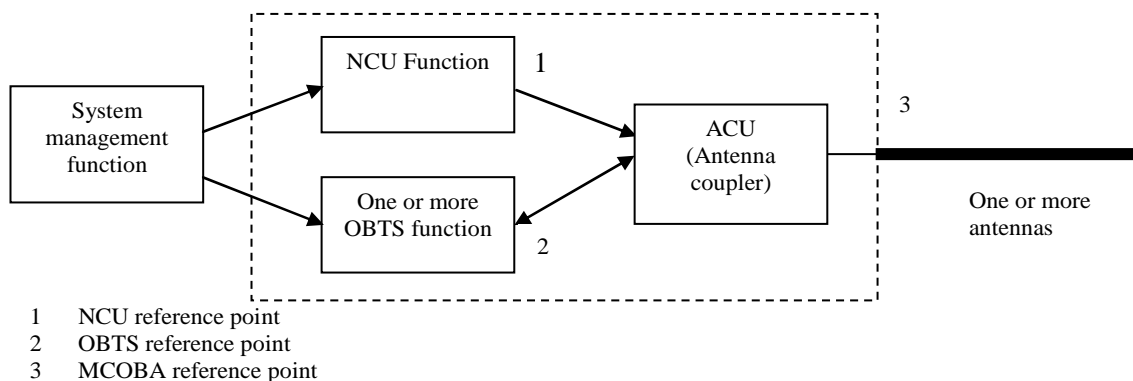 NCU Function
1
System
management
function
3
ACU
(Antenna
coupler)
One or more
OBTS function
2
One or more
antennas
1 NCU reference point
2 OBTS reference point
3 MCOBA reference point